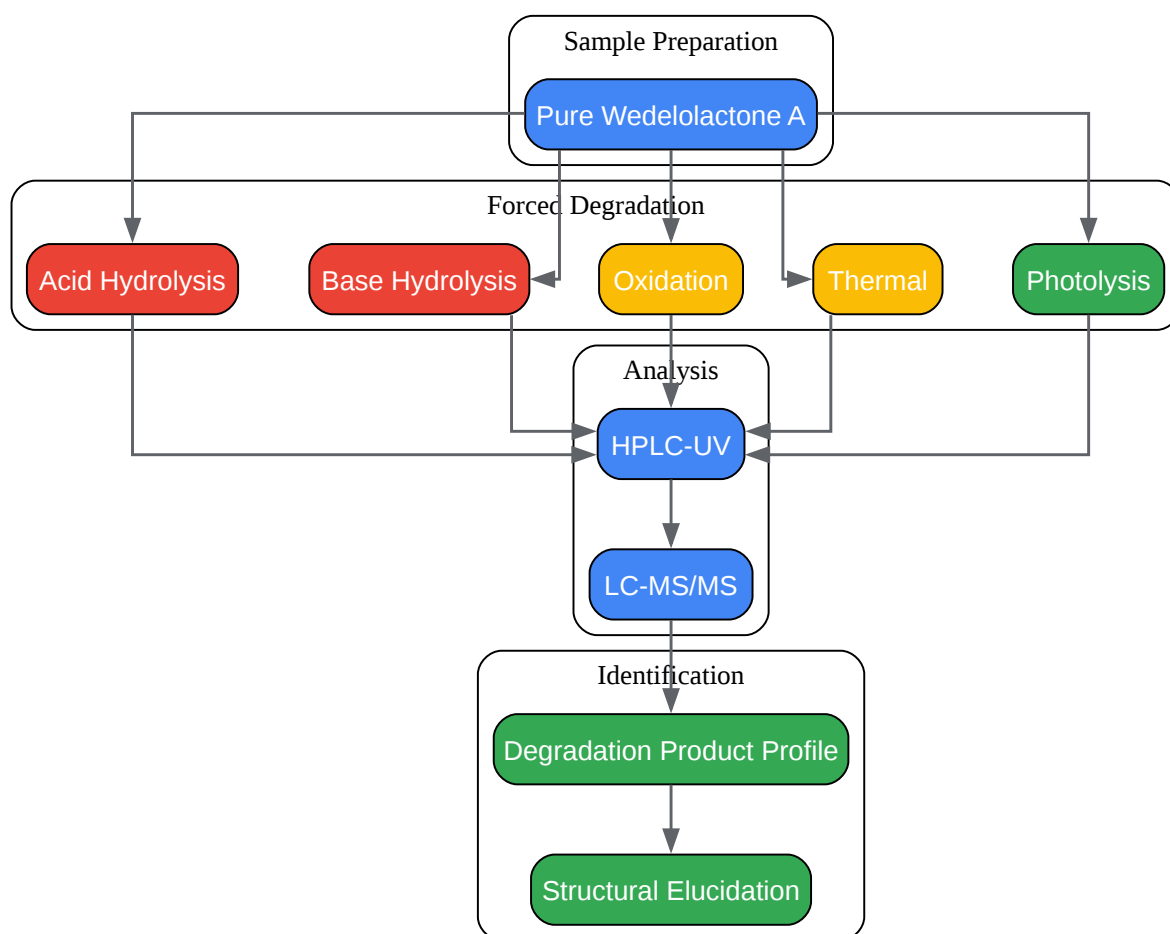 Sample Preparation
Pure Wedelolactone A
Forced Degradation
Acid Hydrolysis
Base Hydrolysis
Oxidation
Thermal
Photolysis
Analysis
HPLC-UV
LC-MS/MS
Identification
Degradation Product Profile
Structural Elucidation